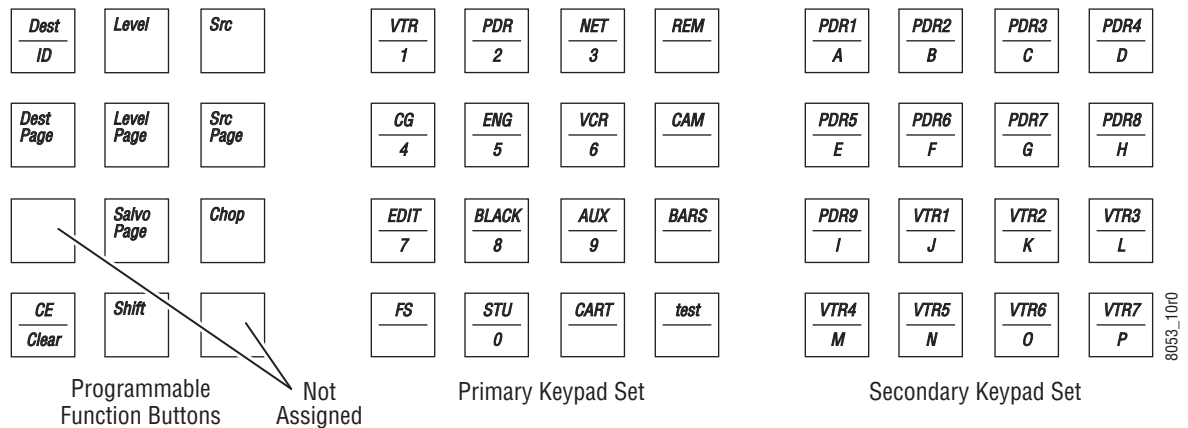 Dest Level Src VTR PDR NET REM PDR1 PDR2 PDR3 PDR4
ID 1 2 3 A B C D
Dest Page Level Page Src Page CG ENG VCR CAM PDR5 PDR6 PDR7 PDR8
4 5 6 E F G H
Salvo Page Chop EDIT BLACK AUX BARS PDR9 VTR1 VTR2 VTR3
7 8 9 I J K L
CE Shift FS STU CART test VTR4 VTR5 VTR6 VTR7
Clear 0 M N O P
8053_10r0
Programmable
Function Buttons
Not
Assigned
Primary Keypad Set
Secondary Keypad Set